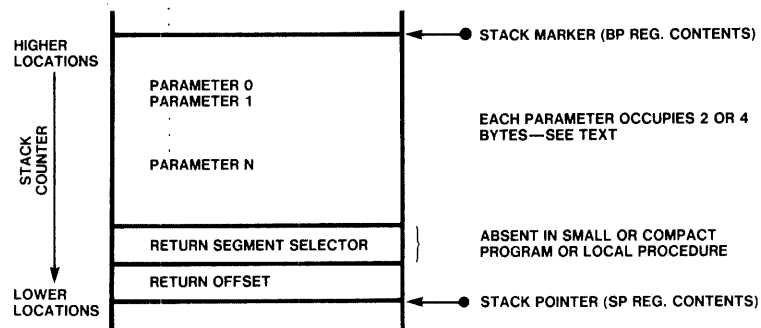 STACK MARKER (BP REG. CONTENTS)
HIGHER
LOCATIONS
PARAMETER 0
PARAMETER 1
EACH PARAMETER OCCUPIES 2 OR 4
BYTES—SEE TEXT
STACK
COUNTER
PARAMETER N
RETURN SEGMENT SELECTOR
ABSENT IN SMALL OR COMPACT
PROGRAM OR LOCAL PROCEDURE
RETURN OFFSET
LOWER
LOCATIONS
STACK POINTER (SP REG. CONTENTS)